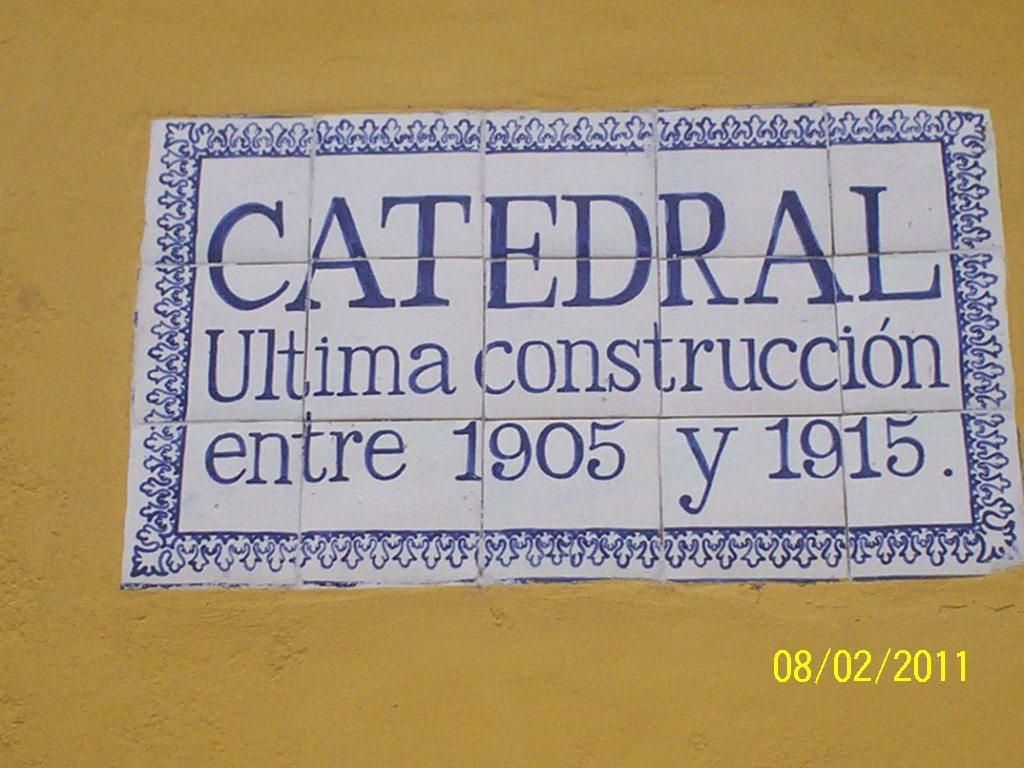 CATEDRAL
Ultima construcción
entre 1905 y 1915.
08/02/2011